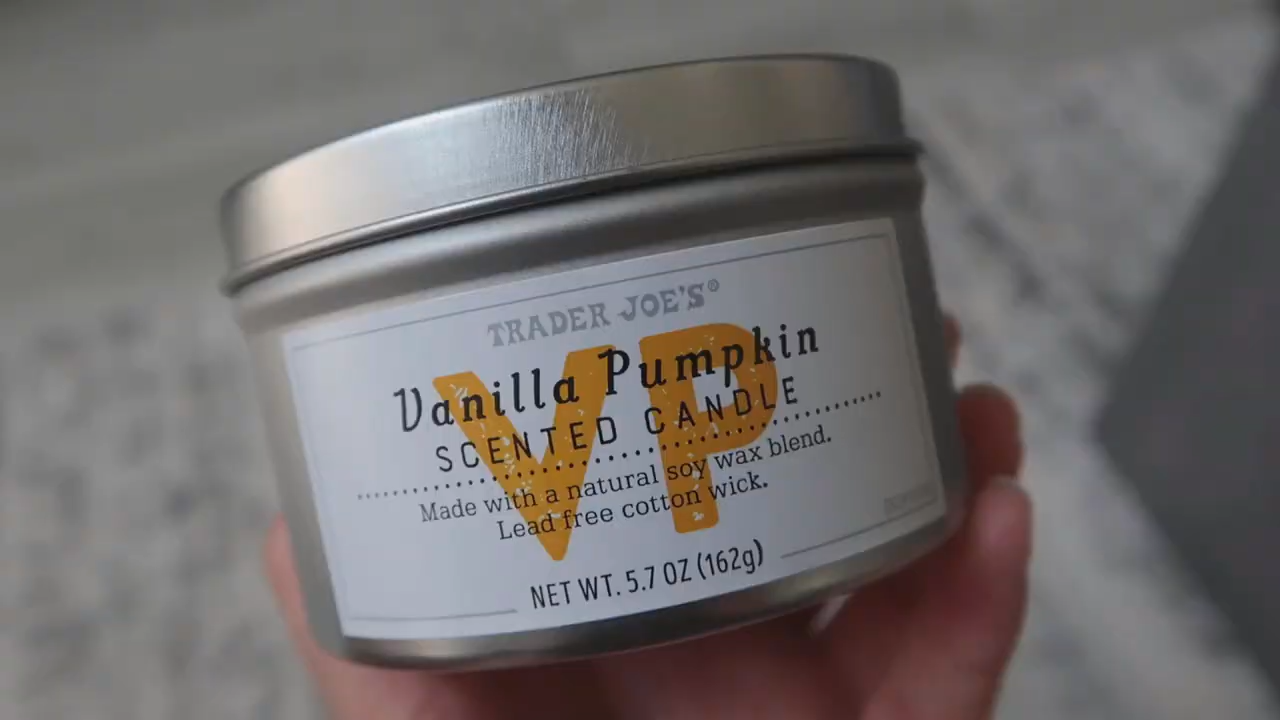 TRADER JOE'S®
Vanilla Pumpkin
SCENTED CANDLE
VP
Made with a natural soy wax blend.
Lead free cotton wick.
NET WT. 5.7 OZ (162g)